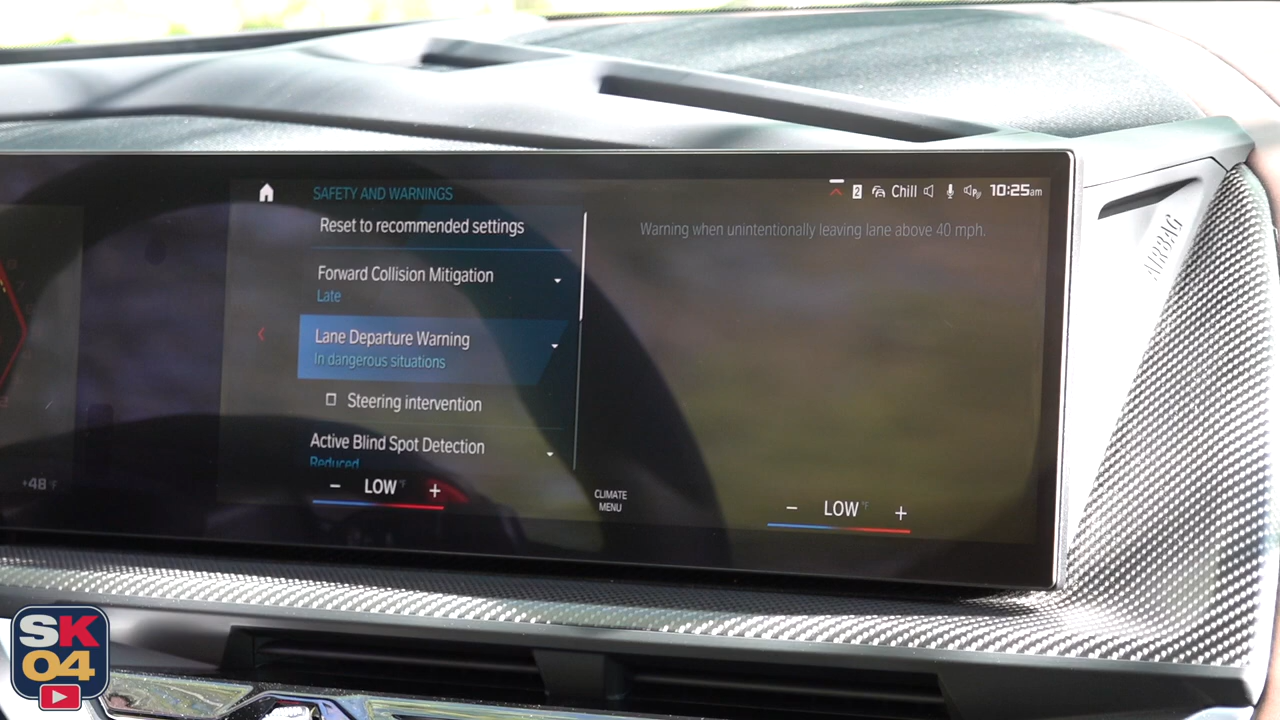 SAFETY AND WARNINGS
2 Chill 10:25am
Reset to recommended settings
Warning when unintentionally leaving lane above 40 mph.
Forward Collision Mitigation
Late
Lane Departure Warning
In dangerous situations
Steering intervention
Active Blind Spot Detection
Reduced
+48 °F
- LOW °F +
CLIMATE
MENU
- LOW °F +
AIRBAG
SK
04